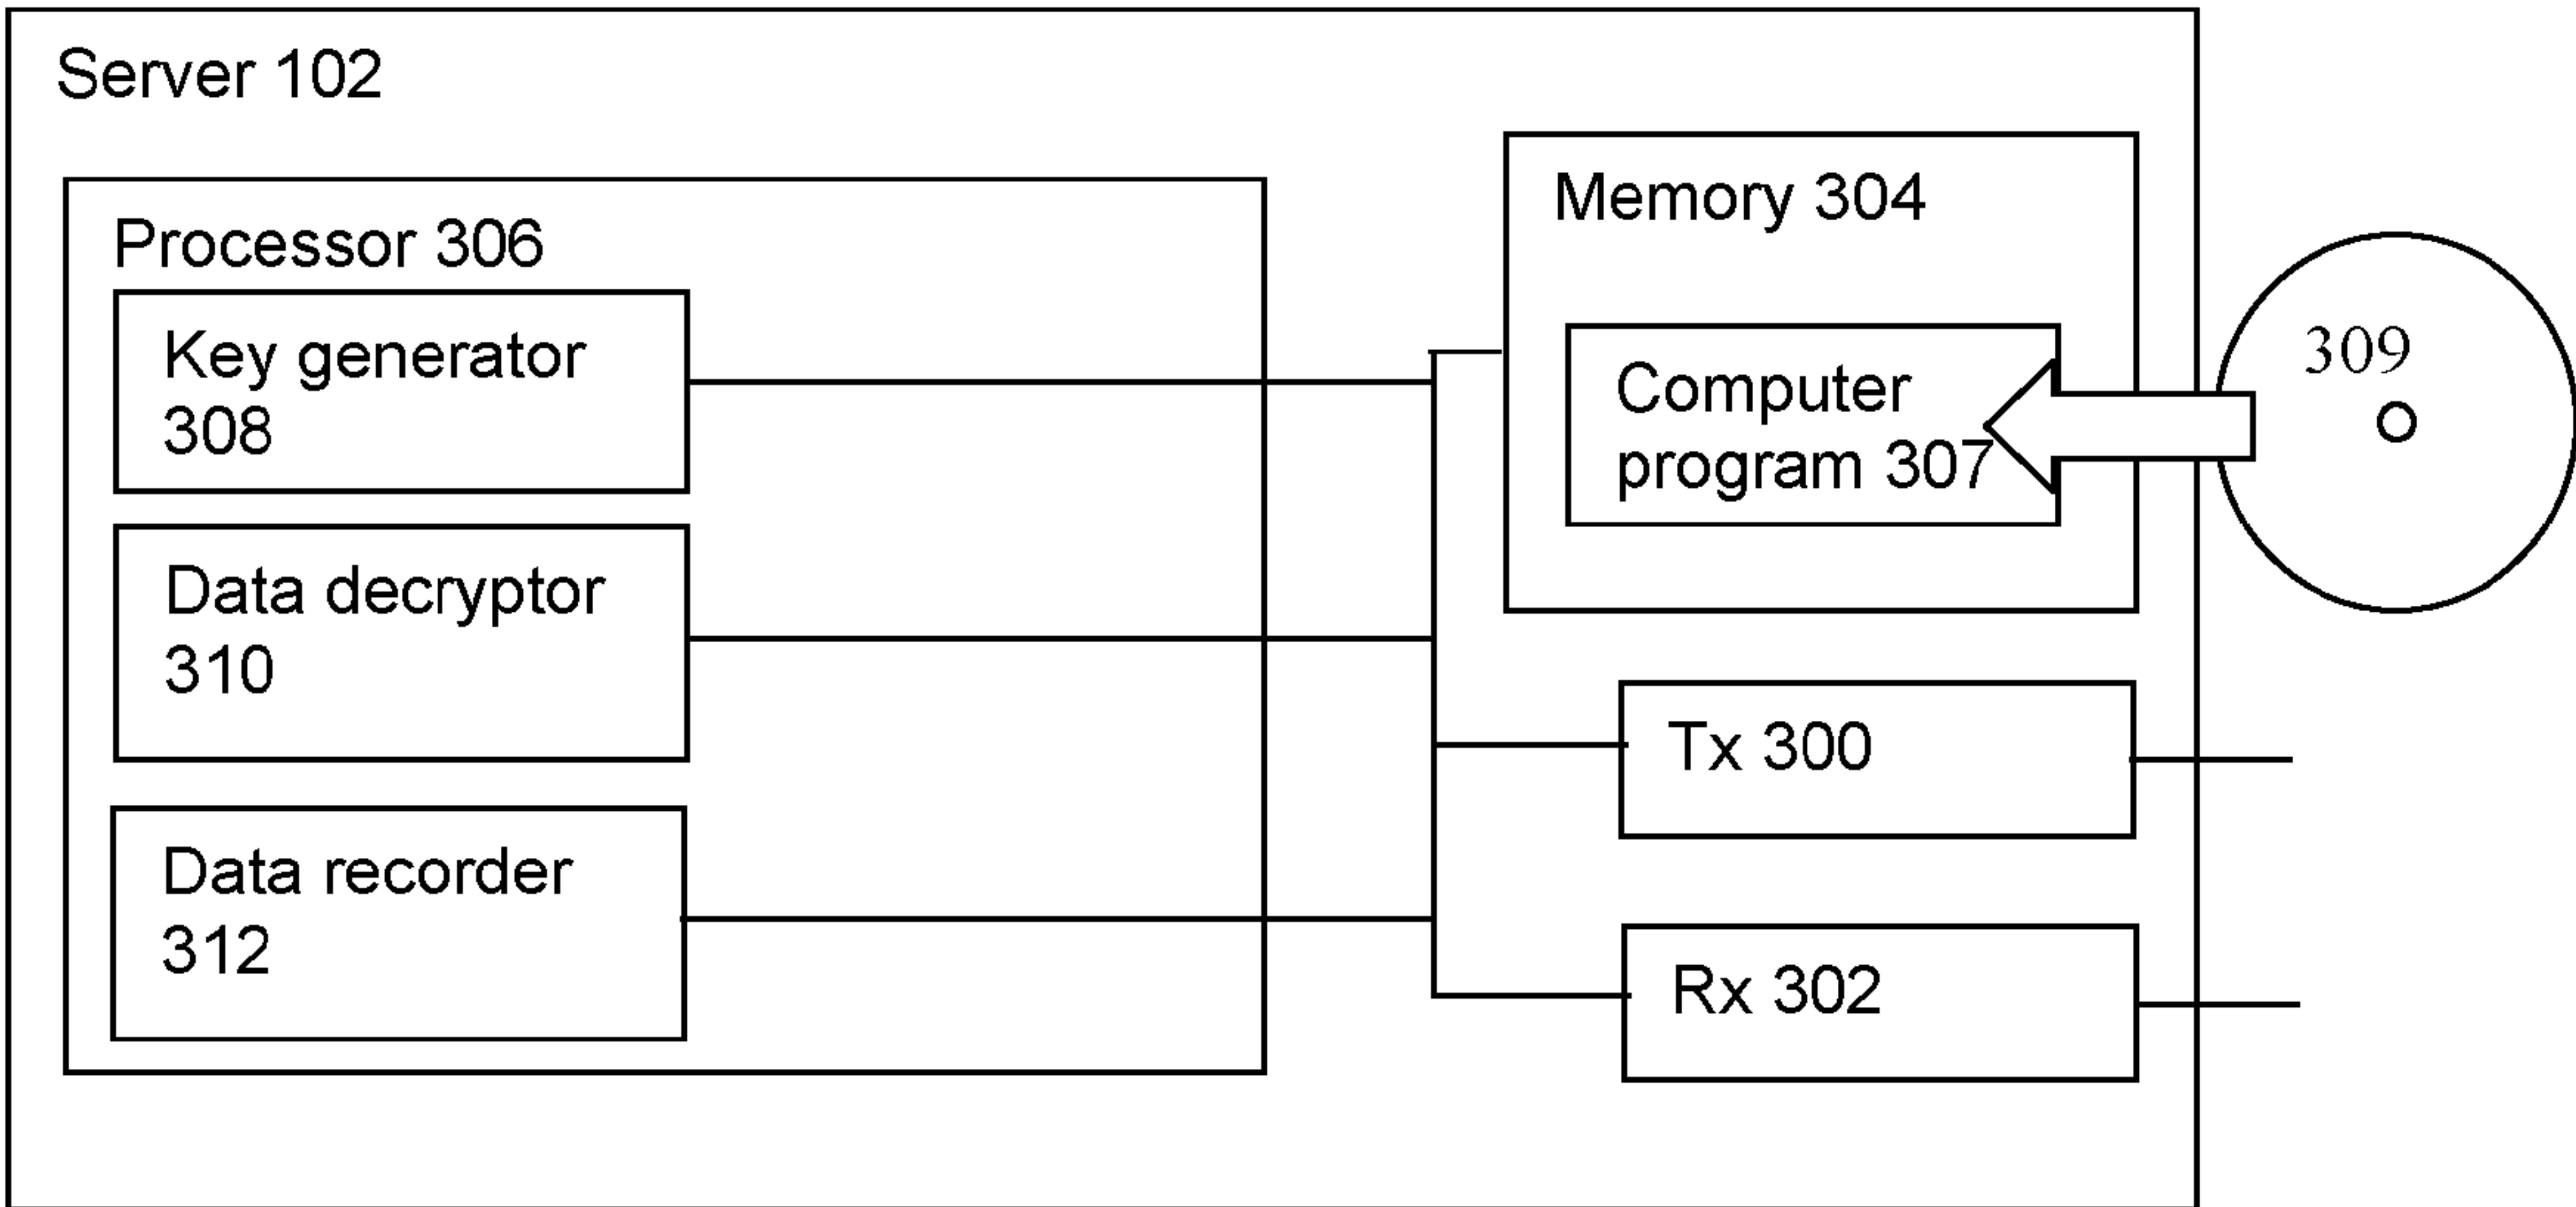 Server 102
Processor 306
Key generator
308
Data decryptor
310
Data recorder
312
Memory 304
Computer
program 307
309
Tx 300
Rx 302